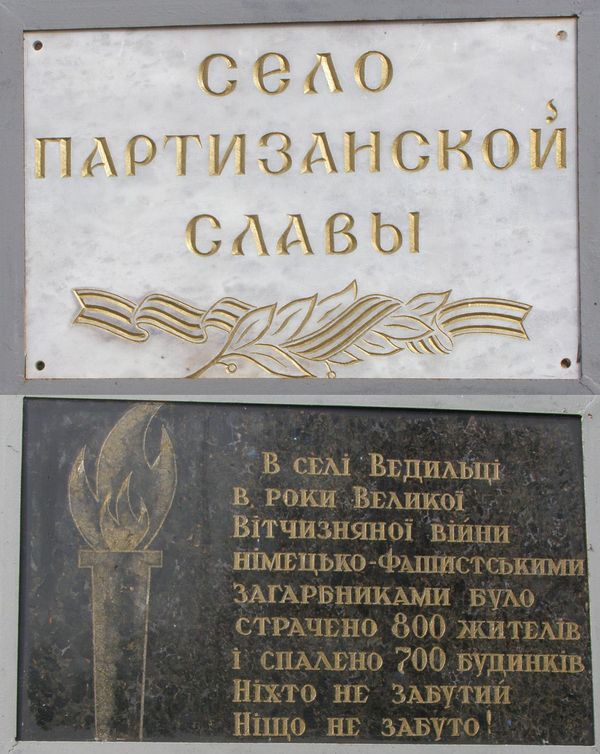 СЕЛО
ПАРТИЗАНСКОЙ
СЛАВЫ
В СЕЛІ ВЕДИЛЬЦІ
В РОКИ ВЕЛИКОЇ
ВІТЧИЗНЯНОЇ ВІЙНИ
НІМЕЦЬКО-ФАШИСТСЬКИМИ
ЗАГАРБНИКАМИ БУЛО
СТРАЧЕНО 800 ЖИТЕЛІВ
І СПАЛЕНО 700 БУДИНКІВ
НІХТО НЕ ЗАБУТИЙ
НІЩО НЕ ЗАБУТО!